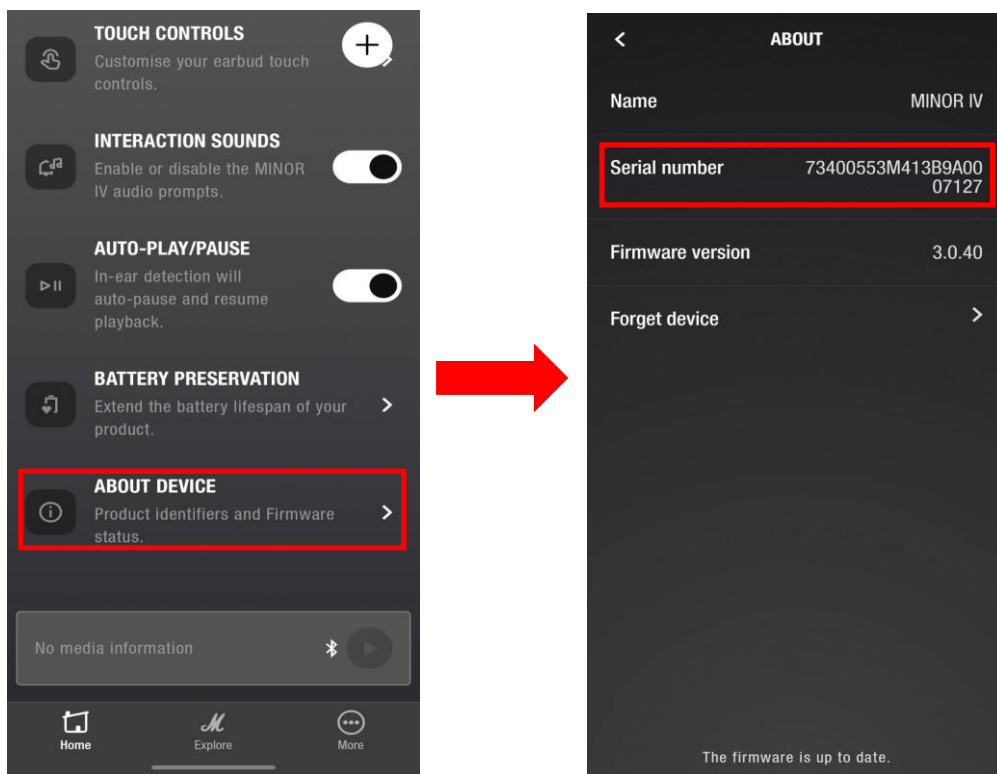 TOUCH CONTROLS
Customise your earbud touch
controls.
INTERACTION SOUNDS
Enable or disable the MINOR
IV audio prompts.
AUTO-PLAY/PAUSE
In-ear detection will
auto-pause and resume
playback.
BATTERY PRESERVATION
Extend the battery lifespan of your
product.
ABOUT DEVICE
Product identifiers and Firmware
status.
No media information
Home
Explore
More
ABOUT
Name MINOR IV
Serial number 73400553M413B9A00
07127
Firmware version 3.0.40
Forget device
The firmware is up to date.